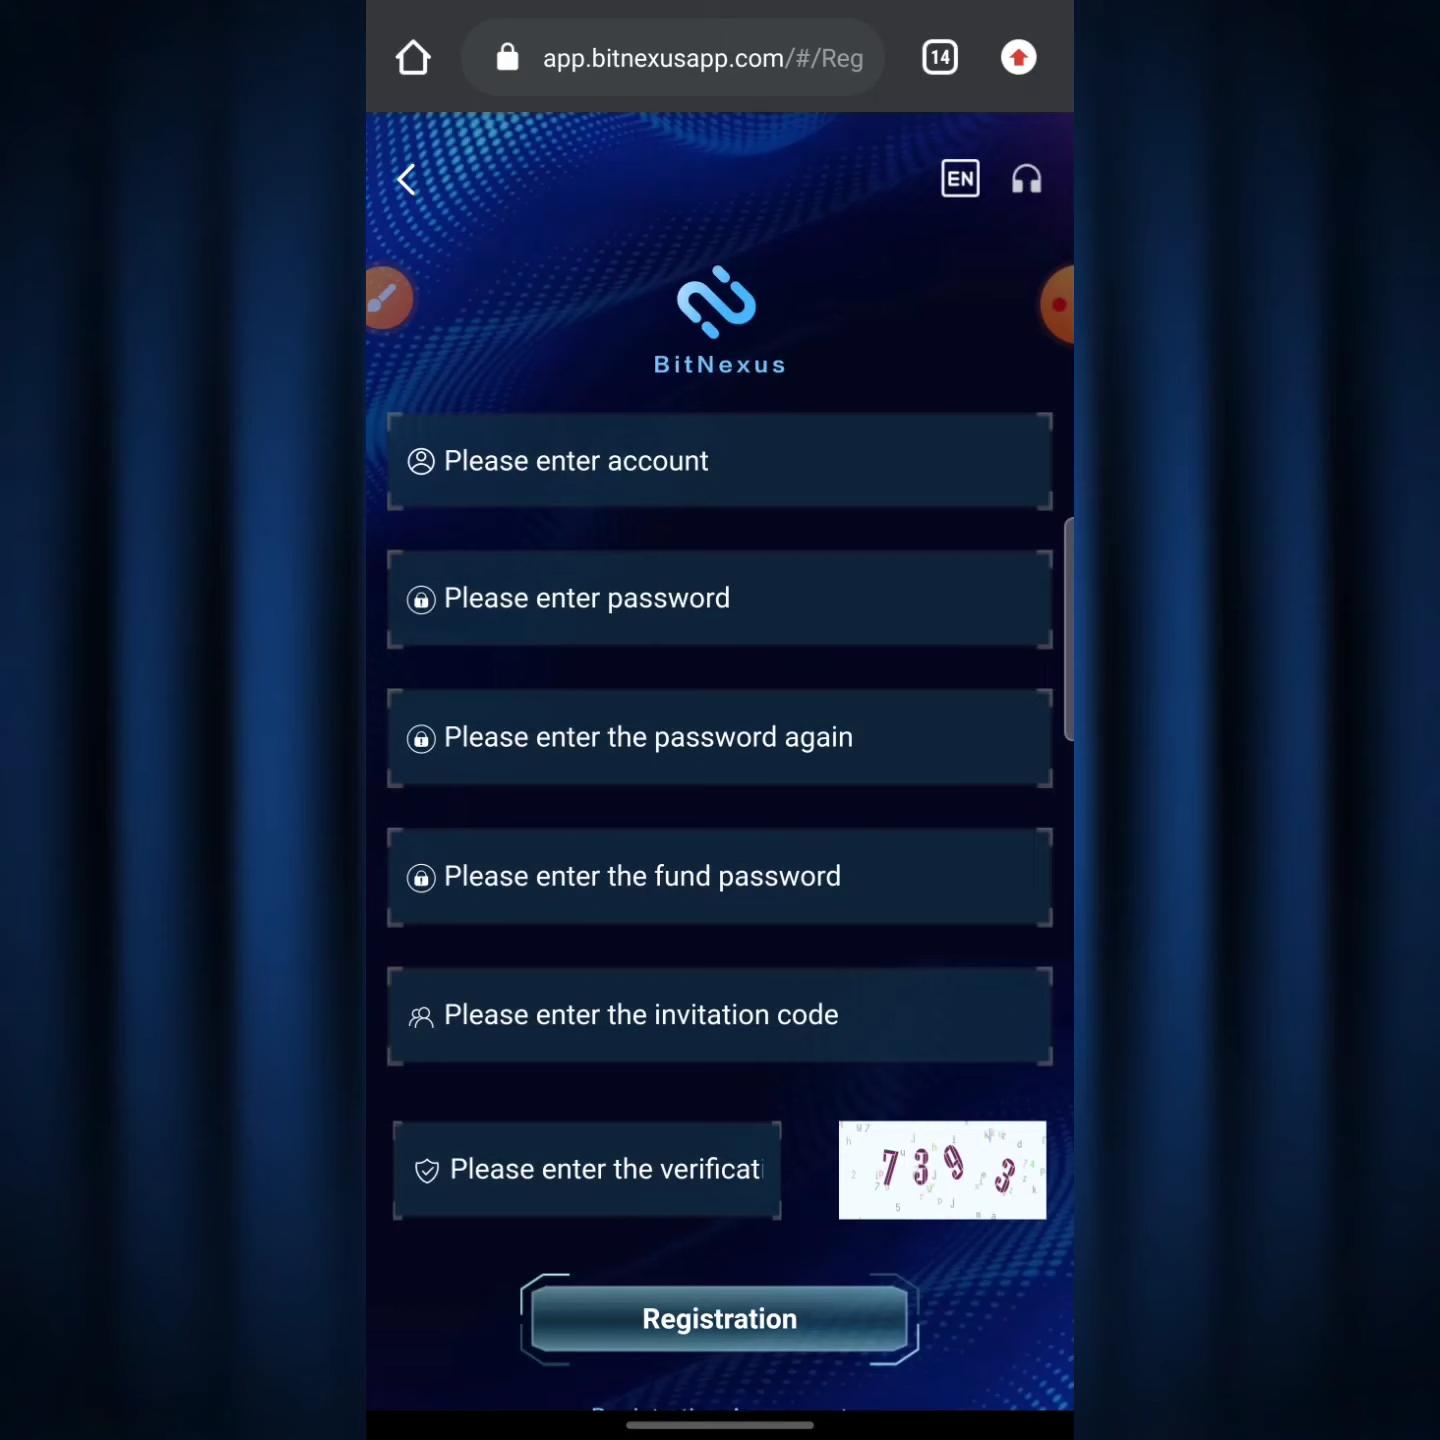 app.bitnexusapp.com/#/Reg
14
EN
BitNexus
Please enter account
Please enter password
Please enter the password again
Please enter the fund password
Please enter the invitation code
Please enter the verificati
7393
Registration